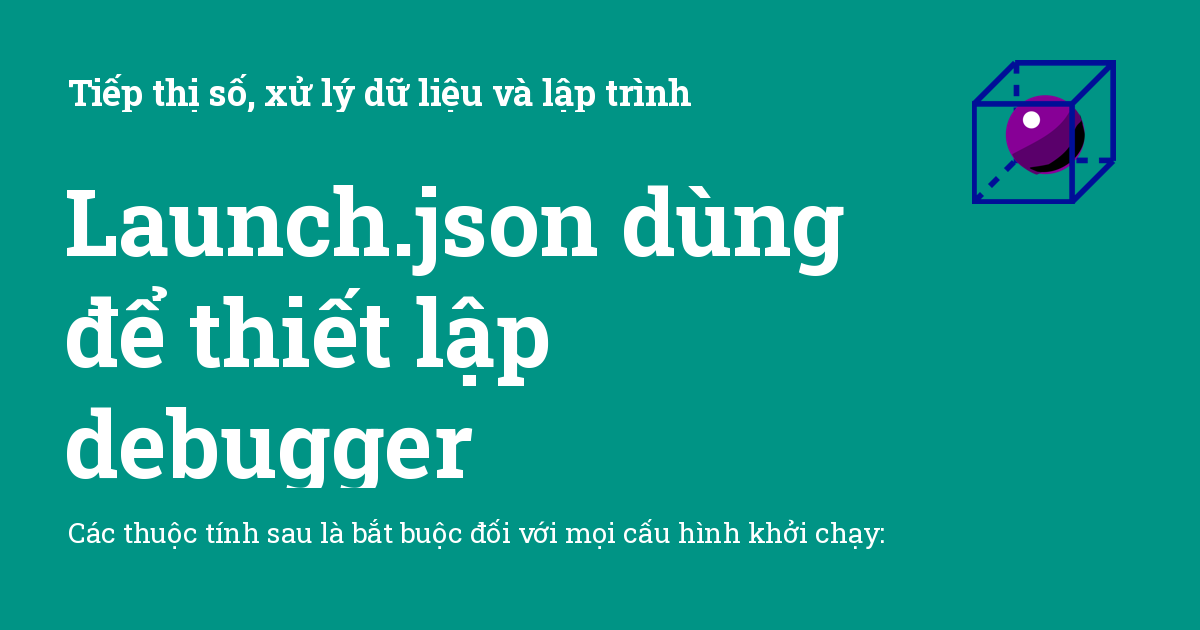 Tiếp thị số, xử lý dữ liệu và lập trình
Launch.json dùng
để thiết lập
debugger
Các thuộc tính sau là bắt buộc đối với mọi cấu hình khởi chạy: